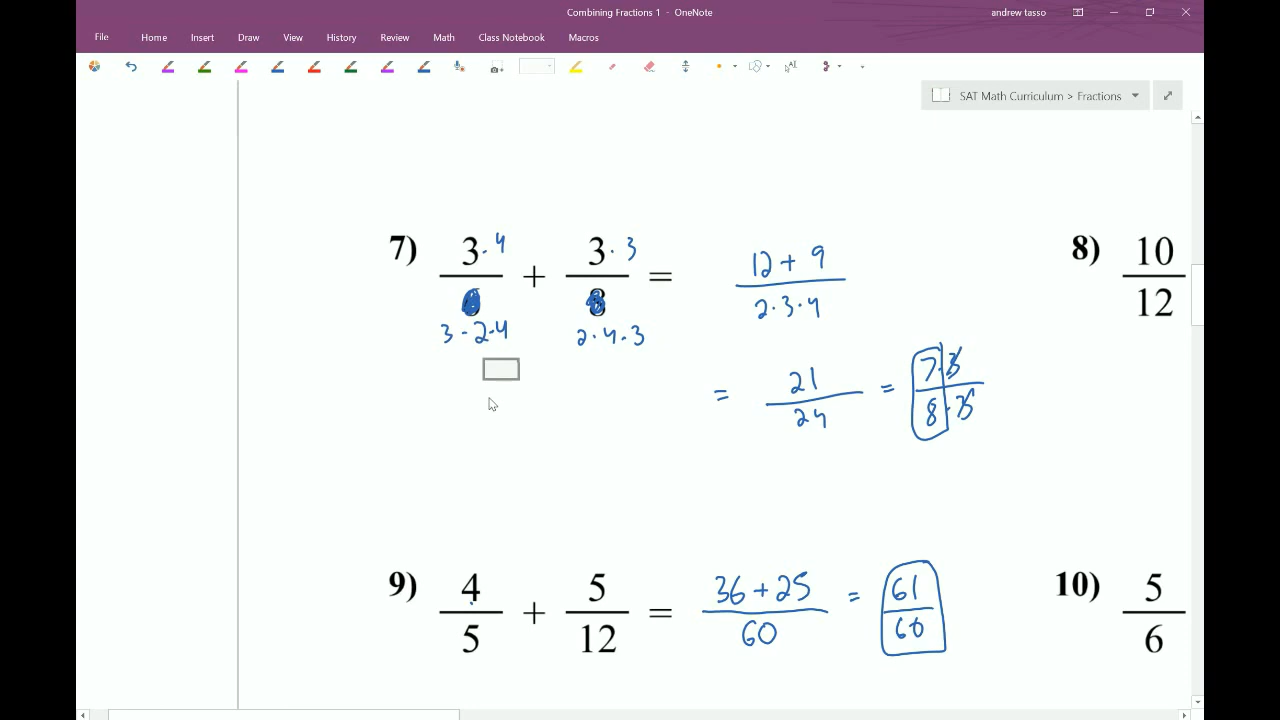 Combining Fractions 1 - OneNote
andrew tasso
File Home Insert Draw View History Review Math Class Notebook Macros
SAT Math Curriculum > Fractions
7) 3 · 4 + 3 · 3 = 12 + 9
8
3 · 2 · 4 2 · 4 · 3 2 · 3 · 4
= 21 = 7 · 3
24 8 · 3
8) 10
12
9) 4 + 5 = 36 + 25 = 61
5 12 60 60
10) 5
6